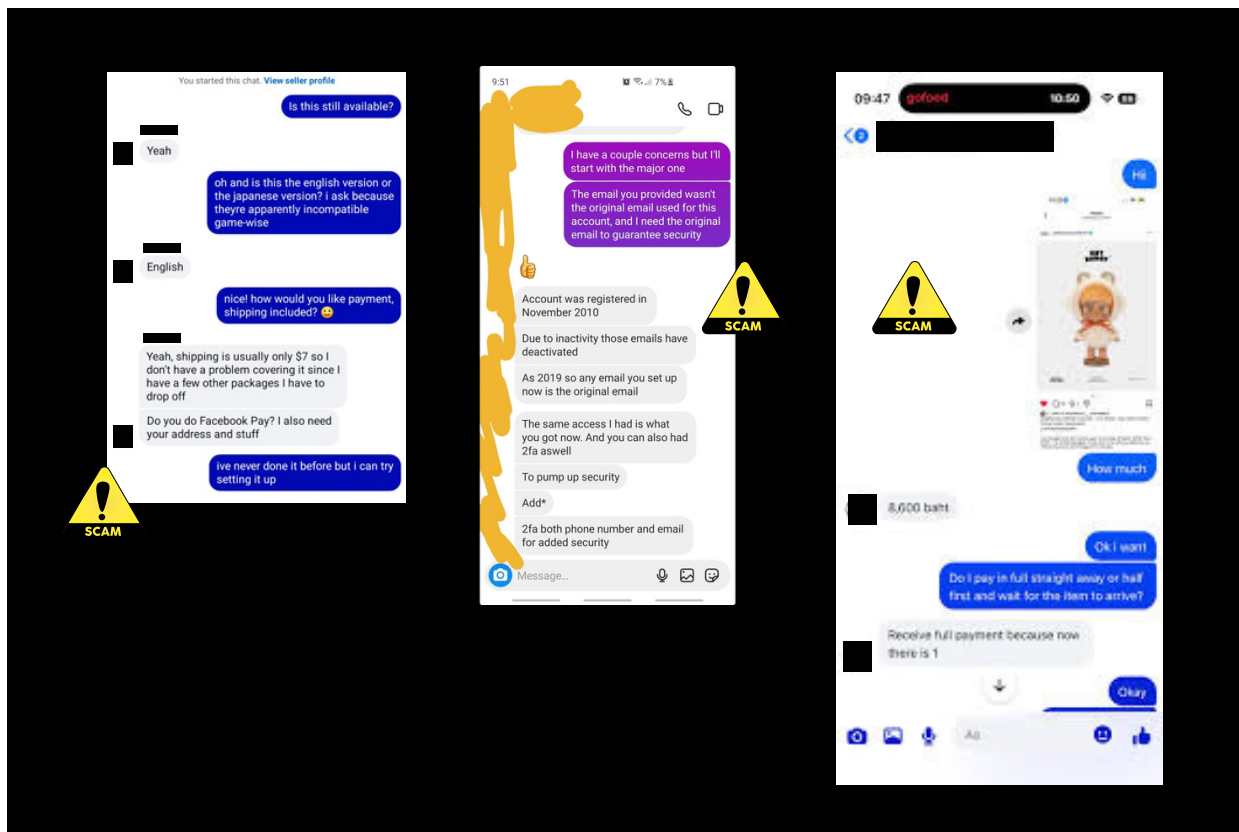 You started this chat. View seller profile
Is this still available?
Yeah
oh and is this the english version or
the japanese version? i ask because
theyre apparently incompatible
game-wise
English
nice! how would you like payment,
shipping included? 😀
Yeah, shipping is usually only $7 so I
don't have a problem covering it since I
have a few other packages I have to
drop off
Do you do Facebook Pay? I also need
your address and stuff
ive never done it before but i can try
setting it up
SCAM
9:51
7%
I have a couple concerns but I'll
start with the major one
The email you provided wasn't
the original email used for this
account, and I need the original
email to guarantee security
👍
Account was registered in
November 2010
Due to inactivity those emails have
deactivated
As 2019 so any email you set up
now is the original email
The same access I had is what
you got now. And you can also had
2fa aswell
To pump up security
Add*
2fa both phone number and email
for added security
Message...
SCAM
09:47
gofood
10:50
Hi
How much
8,600 baht
Ok i want
Do I pay in full straight away or half
first and wait for the item to arrive?
Receive full payment because now
there is 1
Okay
Aa
SCAM